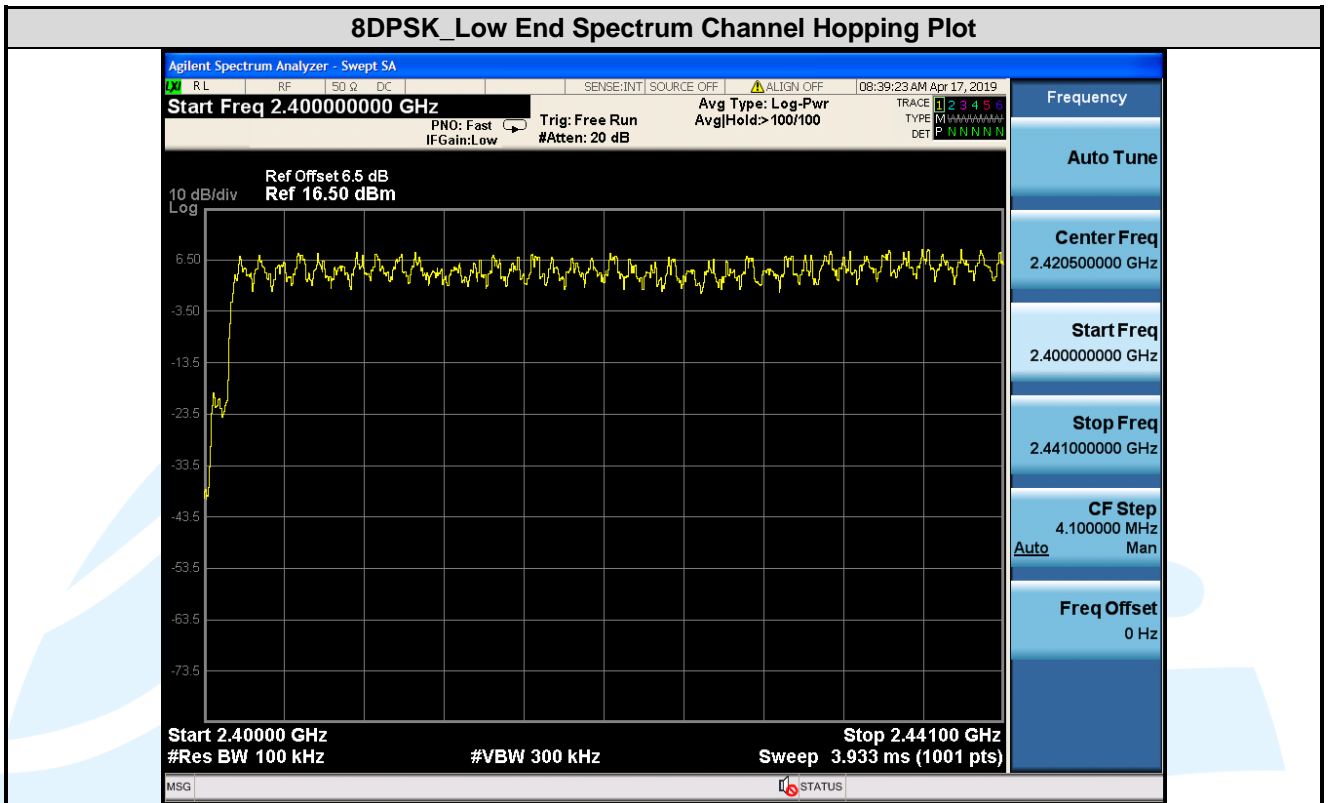 8DPSK_Low End Spectrum Channel Hopping Plot
Agilent Spectrum Analyzer - Swept SA
LXI RL RF 50 Ω DC SENSE:INT SOURCE OFF ALIGN OFF 08:39:23 AM Apr 17, 2019
Start Freq 2.400000000 GHz
PNO: Fast
IFGain:Low
Trig: Free Run
#Atten: 20 dB
Avg Type: Log-Pwr
Avg|Hold:>100/100
TRACE 1 2 3 4 5 6
TYPE M
DET P N N N N N
Ref Offset 6.5 dB
10 dB/div Ref 16.50 dBm
Log
6.50
-3.50
-13.5
-23.5
-33.5
-43.5
-53.5
-63.5
-73.5
Start 2.40000 GHz Stop 2.44100 GHz
#Res BW 100 kHz #VBW 300 kHz Sweep 3.933 ms (1001 pts)
MSG STATUS
Frequency
Auto Tune
Center Freq
2.420500000 GHz
Start Freq
2.400000000 GHz
Stop Freq
2.441000000 GHz
CF Step
4.100000 MHz
Auto Man
Freq Offset
0 Hz